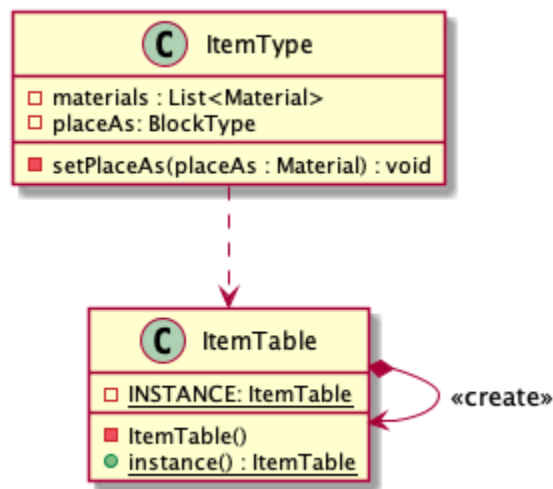 C ItemType
materials : List<Material>
placeAs: BlockType
setPlaceAs(placeAs : Material) : void
C ItemTable
INSTANCE: ItemTable
«create»
ItemTable()
instance() : ItemTable